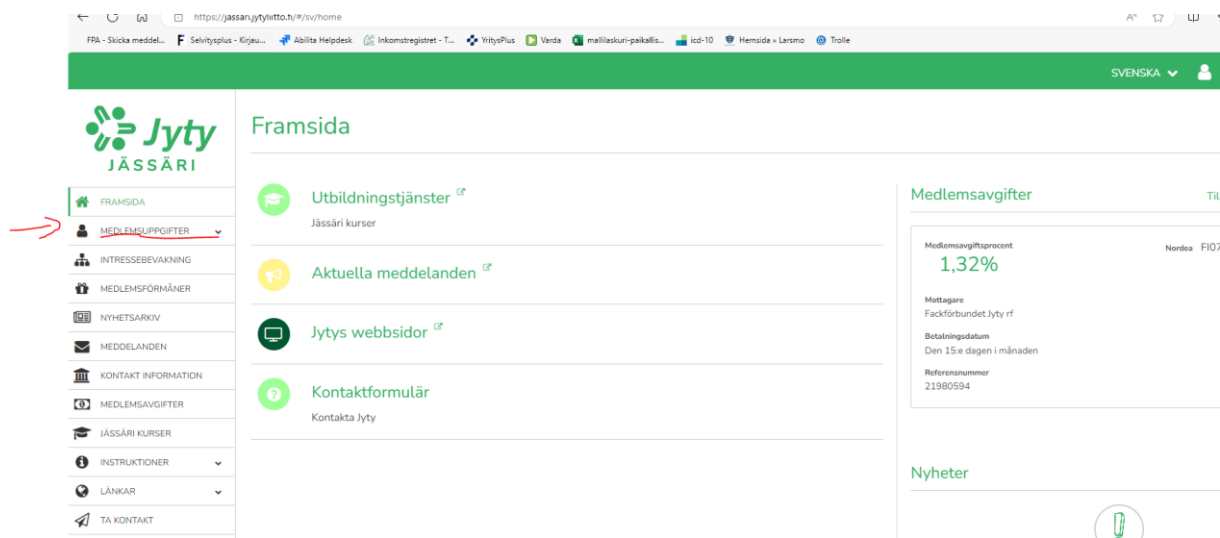 https://jassari.jytyliitto.fi/#/sv/home
FPA - Skicka meddel... Selvitysplus - Kirjau... Abilita Helpdesk Inkomstregistret - T... YritysPlus Varda mallilaskuri-paikallis... icd-10 Hemsida » Larsmo Trolle
SVENSKA
Jyty
JÄSSÄRI
FRAMSIDA
MEDLEMSUPPGIFTER
INTRESSEBEVAKNING
MEDLEMSFÖRMÅNER
NYHETSARKIV
MEDDELANDEN
KONTAKT INFORMATION
MEDLEMSAVGIFTER
JÄSSÄRI KURSER
INSTRUKTIONER
LÄNKAR
TA KONTAKT
Framsida
Utbildningstjänster
Jässäri kurser
Aktuella meddelanden
Jytys webbsidor
Kontaktformulär
Kontakta Jyty
Medlemsavgifter
Til
Medlemsavgiftsprocent
1,32%
Nordea FI07
Mottagare
Fackförbundet Jyty rf
Betalningsdatum
Den 15:e dagen i månaden
Referensnummer
21980594
Nyheter